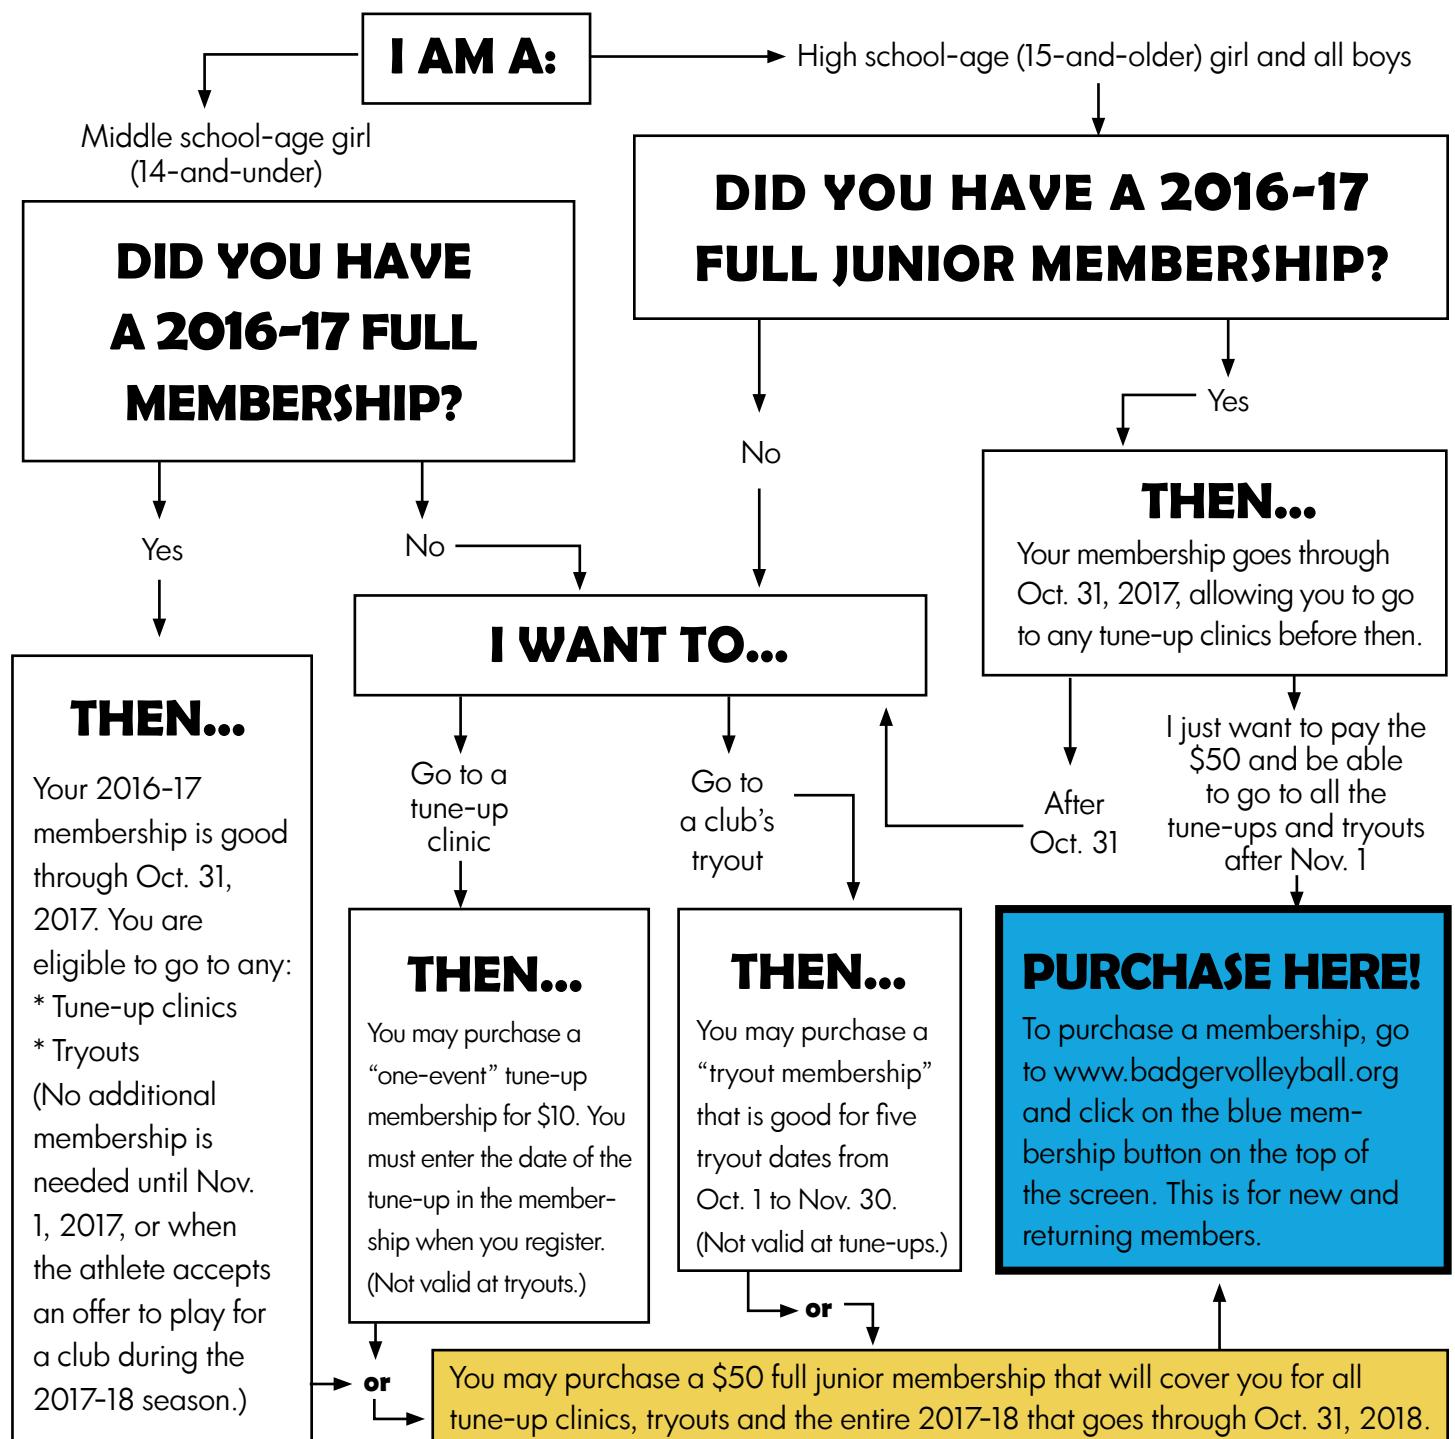 I AM A:
High school-age (15-and-older) girl and all boys
Middle school-age girl
(14-and-under)
DID YOU HAVE A 2016-17
FULL JUNIOR MEMBERSHIP?
DID YOU HAVE
A 2016-17 FULL
MEMBERSHIP?
Yes
No
No
Yes
THEN...
Your membership goes through
Oct. 31, 2017, allowing you to go
to any tune-up clinics before then.
I WANT TO...
THEN...
Your 2016-17
membership is good
through Oct. 31,
2017. You are
eligible to go to any:
* Tune-up clinics
* Tryouts
(No additional
membership is
needed until Nov.
1, 2017, or when
the athlete accepts
an offer to play for
a club during the
2017-18 season.)
Go to a
tune-up
clinic
Go to
a club's
tryout
After
Oct. 31
I just want to pay the
$50 and be able
to go to all the
tune-ups and tryouts
after Nov. 1
THEN...
You may purchase a
“one-event” tune-up
membership for $10. You
must enter the date of the
tune-up in the member-
ship when you register.
(Not valid at tryouts.)
THEN...
You may purchase a
“tryout membership”
that is good for five
tryout dates from
Oct. 1 to Nov. 30.
(Not valid at tune-ups.)
PURCHASE HERE!
To purchase a membership, go
to www.badgervolleyball.org
and click on the blue mem-
bership button on the top of
the screen. This is for new and
returning members.
or
or
You may purchase a $50 full junior membership that will cover you for all
tune-up clinics, tryouts and the entire 2017-18 that goes through Oct. 31, 2018.